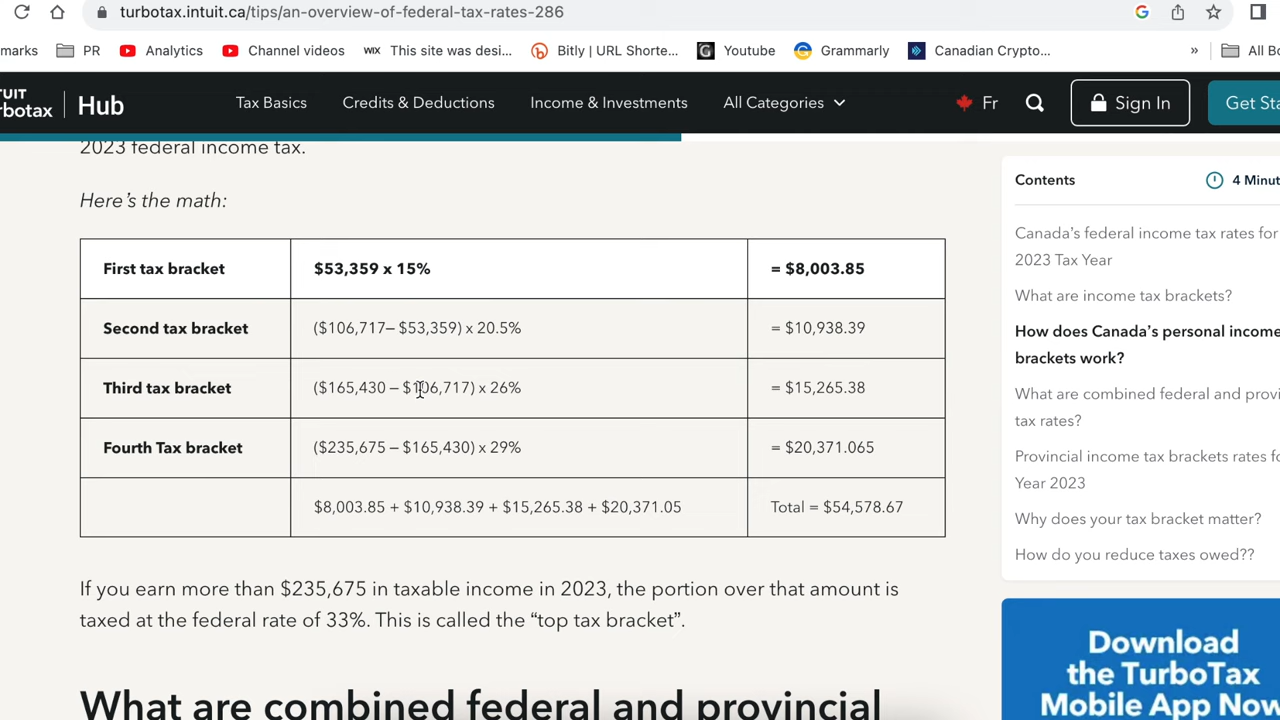 turbotax.intuit.ca/tips/an-overview-of-federal-tax-rates-286
marks PR Analytics Channel videos WIX This site was desi... Bitly | URL Shorte... Youtube Grammarly Canadian Crypto... » All Bo
TUIT
rbotax Hub Tax Basics Credits & Deductions Income & Investments All Categories Fr Sign In Get Sta
2023 federal income tax.
Here's the math:
First tax bracket $53,359 x 15% = $8,003.85
Second tax bracket ($106,717– $53,359) x 20.5% = $10,938.39
Third tax bracket ($165,430 – $106,717) x 26% = $15,265.38
Fourth Tax bracket ($235,675 – $165,430) x 29% = $20,371.065
$8,003.85 + $10,938.39 + $15,265.38 + $20,371.05 Total = $54,578.67
If you earn more than $235,675 in taxable income in 2023, the portion over that amount is
taxed at the federal rate of 33%. This is called the “top tax bracket”.
What are combined federal and provincial
Contents 4 Minut
Canada's federal income tax rates for
2023 Tax Year
What are income tax brackets?
How does Canada's personal income
brackets work?
What are combined federal and provi
tax rates?
Provincial income tax brackets rates fo
Year 2023
Why does your tax bracket matter?
How do you reduce taxes owed??
Download
the TurboTax
Mobile App Now